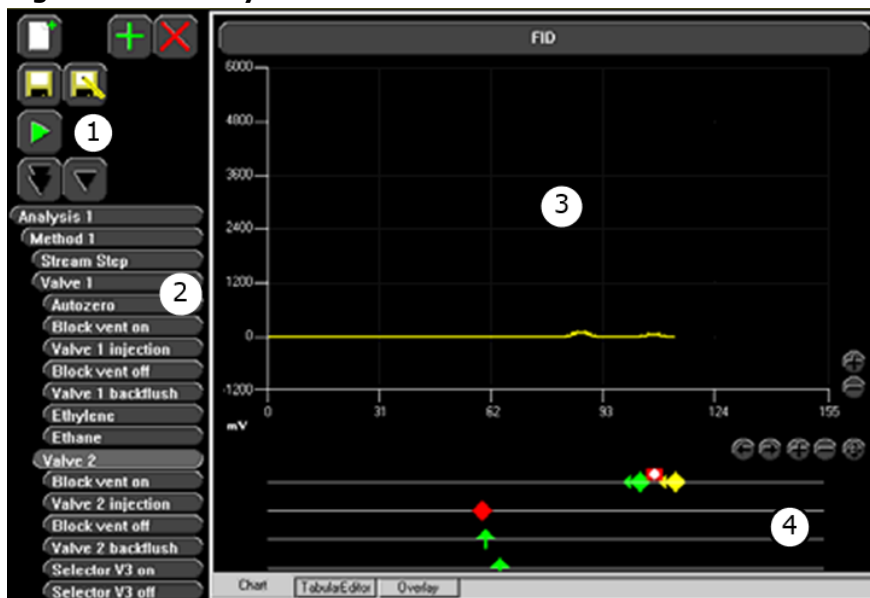 FID
1
Analysis 1
Method 1
Stream Step
Valve 1
Autozero
Block vent on
Valve 1 injection
Block vent off
Valve 1 backflush
Ethylene
Ethane
Valve 2
Block vent on
Valve 2 injection
Block vent off
Valve 2 backflush
Selector V3 on
Selector V3 off
2
6000
4800
3600
2400
1200
0
-1200
mV
0 31 62 93 124 155
3
4
Chart TabularEditor Overlay